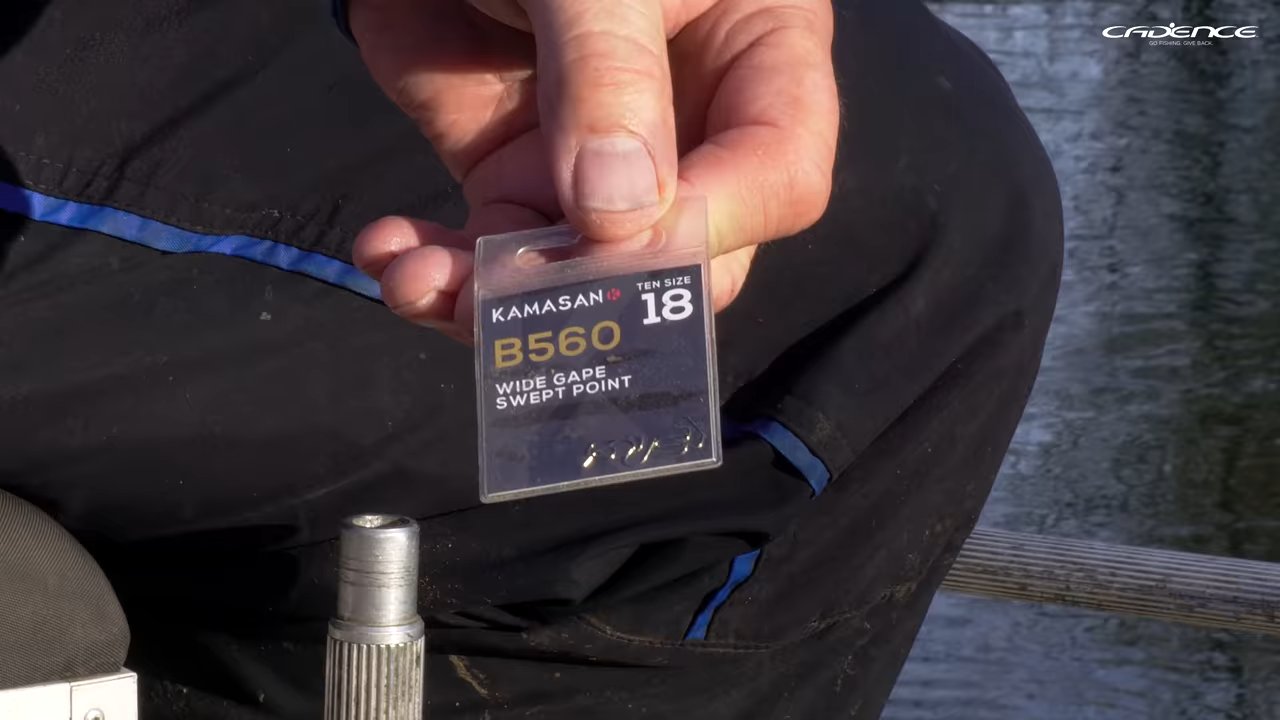 CADENCE
GO FISHING. GIVE BACK.
KAMASAN K
TEN SIZE
18
B560
WIDE GAPE
SWEPT POINT